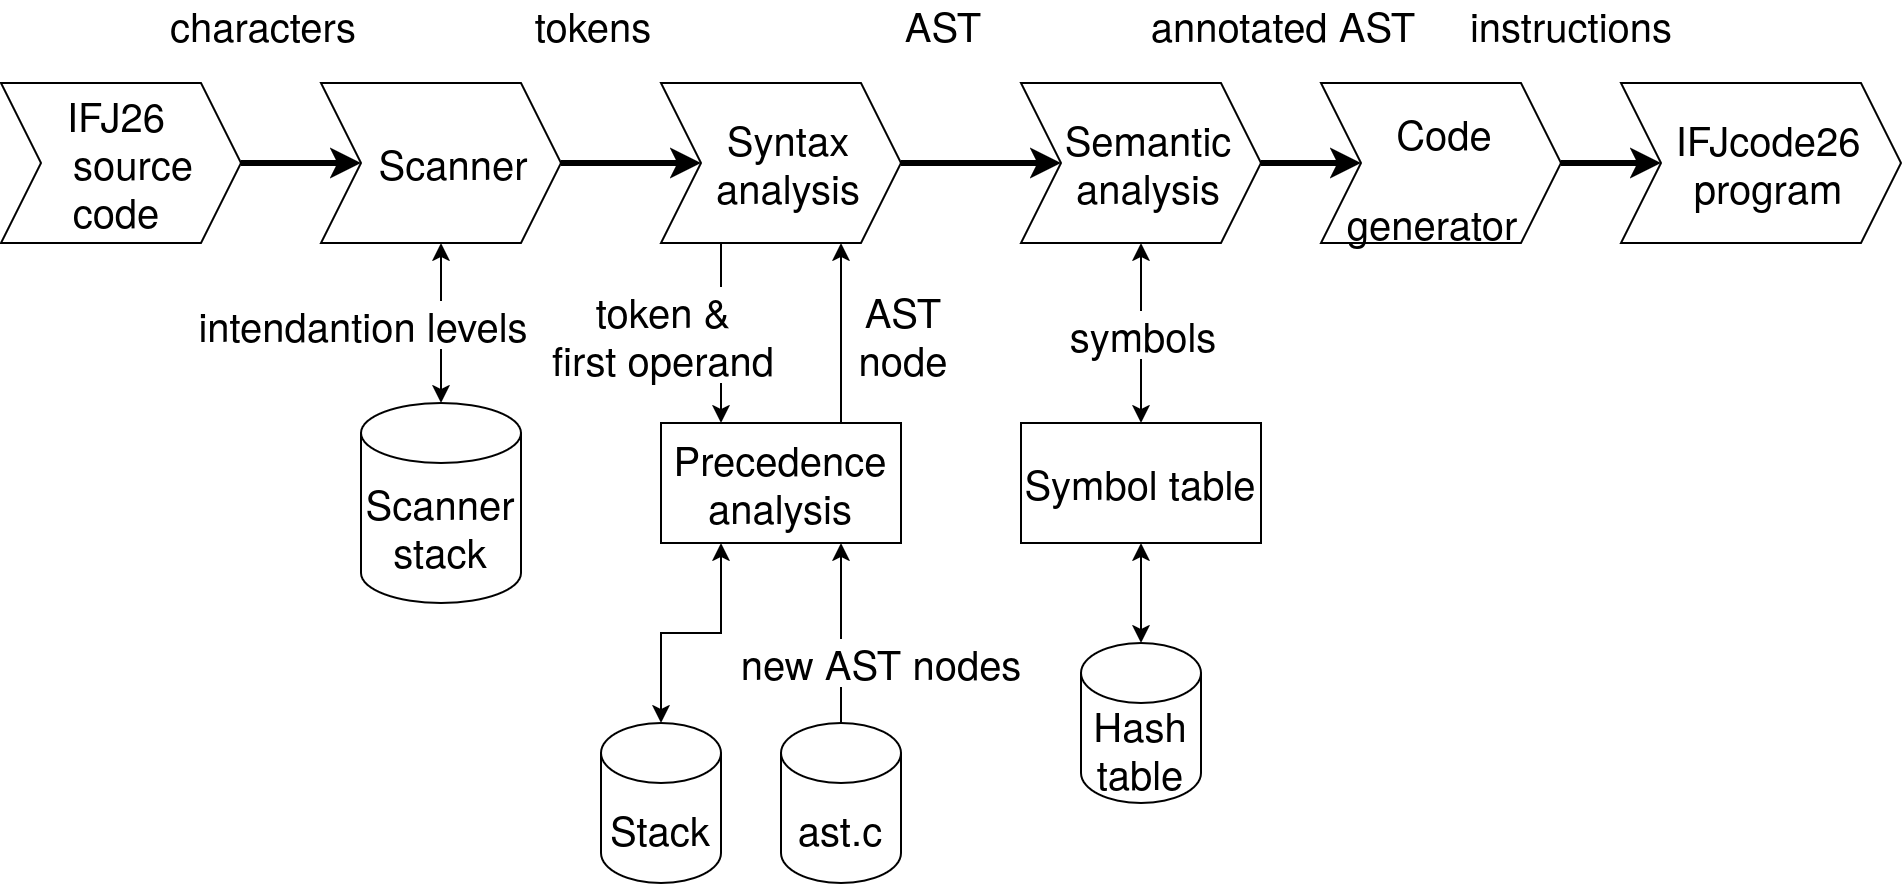 characters
tokens
AST
annotated AST
instructions
IFJ26
source
code
Scanner
Syntax
analysis
Semantic
analysis
Code
generator
IFJcode26
program
intendantion levels
token &
first operand
AST
node
symbols
Scanner
stack
Precedence
analysis
Symbol table
new AST nodes
Stack
ast.c
Hash
table